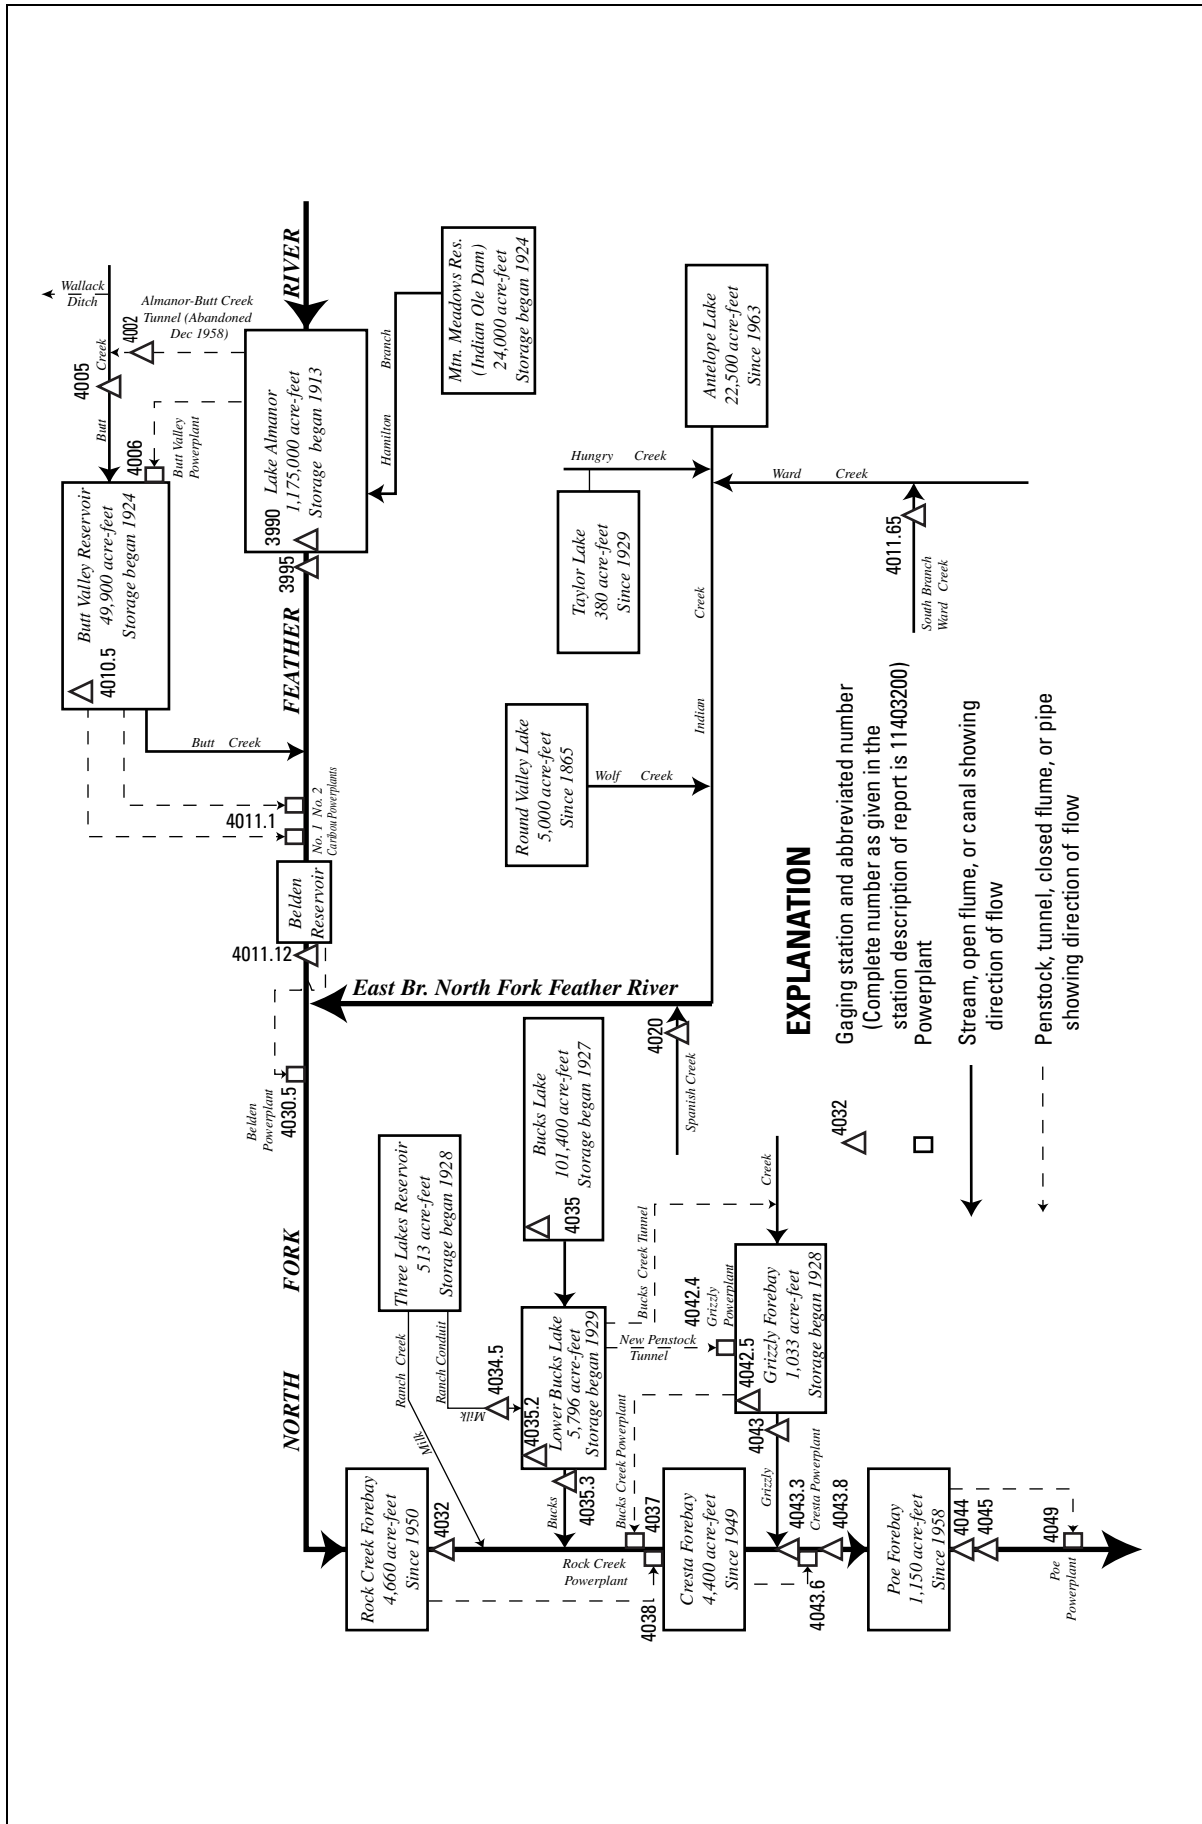 Wallack
Ditch
Almanor-Butt Creek
Tunnel (Abandoned
Dec 1958)
4002
4005
Butt
Creek
4006
Butt Valley
Powerplant
Butt Valley Reservoir
49,900 acre-feet
Storage began 1924
4010.5
RIVER
Lake Almanor
1,175,000 acre-feet
Storage began 1913
3990
3995
FEATHER
Hamilton
Branch
Mtn. Meadows Res.
(Indian Ole Dam)
24,000 acre-feet
Storage began 1924
Butt Creek
4011.1
No. 1 No. 2
Caribou Powerplants
Belden
Reservoir
4011.12
Antelope Lake
22,500 acre-feet
Since 1963
Hungry Creek
Taylor Lake
380 acre-feet
Since 1929
Ward Creek
4011.65
South Branch
Ward Creek
Indian
Creek
Round Valley Lake
5,000 acre-feet
Since 1865
Wolf Creek
East Br. North Fork Feather River
4020
Spanish Creek
Belden
Powerplant
4030.5
FORK
NORTH
Three Lakes Reservoir
513 acre-feet
Storage began 1928
Milk
Ranch Creek
Milk
Ranch Conduit
4034.5
Bucks Lake
101,400 acre-feet
Storage began 1927
4035
Lower Bucks Lake
5,796 acre-feet
Storage began 1929
4035.2
4035.3
Bucks
Bucks Creek Tunnel
New Penstock
Tunnel
4042.4
Grizzly
Powerplant
Creek
Grizzly Forebay
1,033 acre-feet
Storage began 1928
4042.5
4043
Grizzly
Bucks Creek Powerplant
4037
Rock Creek Forebay
4,660 acre-feet
Since 1950
4032
Rock Creek
Powerplant
4038
Cresta Forebay
4,400 acre-feet
Since 1949
4043.3
Cresta Powerplant
4043.6
4043.8
Poe Forebay
1,150 acre-feet
Since 1958
4044
4045
4049
Poe
Powerplant
EXPLANATION
4032
Gaging station and abbreviated number
(Complete number as given in the
station description of report is 11403200)
Powerplant
Stream, open flume, or canal showing
direction of flow
Penstock, tunnel, closed flume, or pipe
showing direction of flow